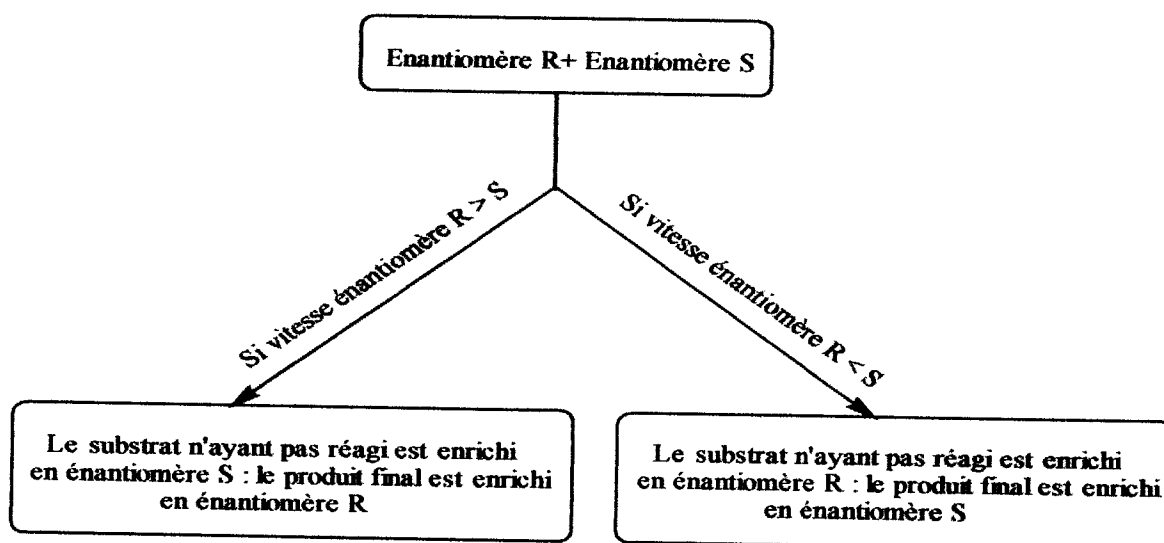 Enantiomère R+ Enantiomère S
Si vitesse énantiomère R > S
Si vitesse énantiomère R < S
Le substrat n'ayant pas réagi est enrichi
en énantiomère S : le produit final est enrichi
en énantiomère R
Le substrat n'ayant pas réagi est enrichi
en énantiomère R : le produit final est enrichi
en énantiomère S